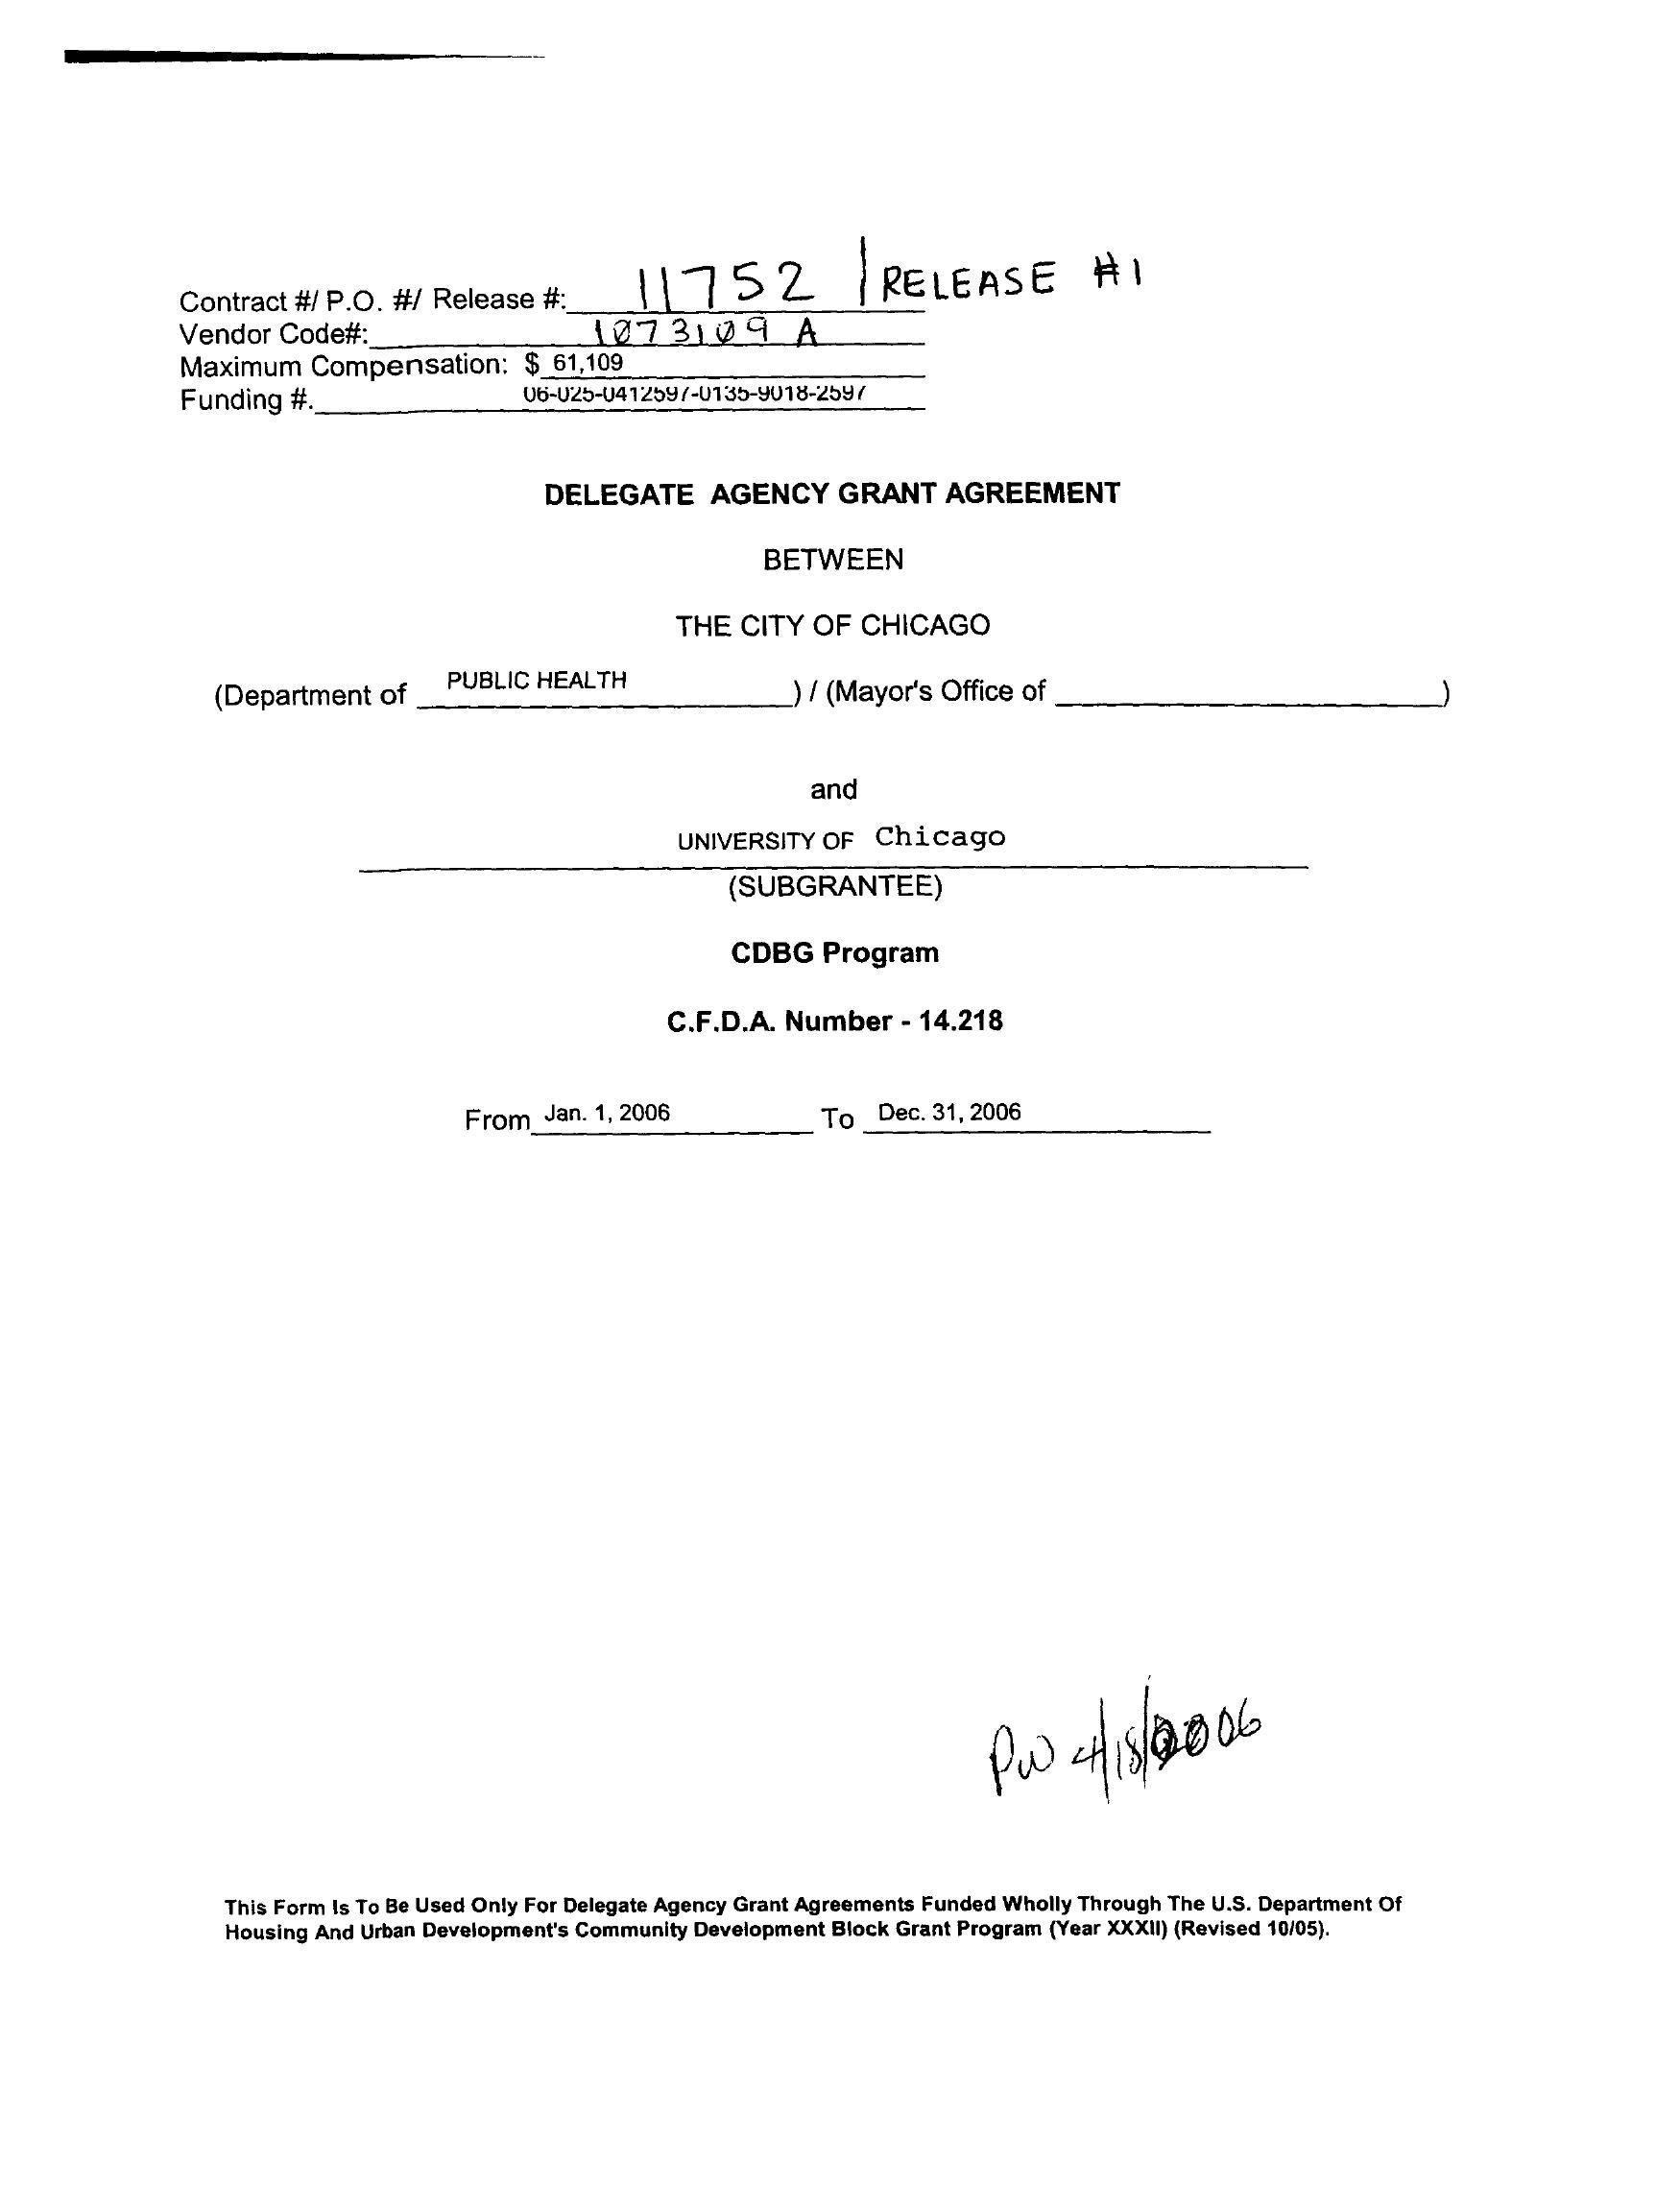 Contract #/ P.O. #/ Release #: 11752 / RELEASE #1
Vendor Code#: 1073109 A
Maximum Compensation: $ 61,109
Funding #. 06-025-0412597-0135-9018-2597
DELEGATE AGENCY GRANT AGREEMENT
BETWEEN
THE CITY OF CHICAGO
(Department of PUBLIC HEALTH ) / (Mayor's Office of )
and
UNIVERSITY OF Chicago
(SUBGRANTEE)
CDBG Program
C.F.D.A. Number - 14.218
From Jan. 1, 2006 To Dec. 31, 2006
PW 4/18/2006
This Form Is To Be Used Only For Delegate Agency Grant Agreements Funded Wholly Through The U.S. Department Of
Housing And Urban Development's Community Development Block Grant Program (Year XXXII) (Revised 10/05).